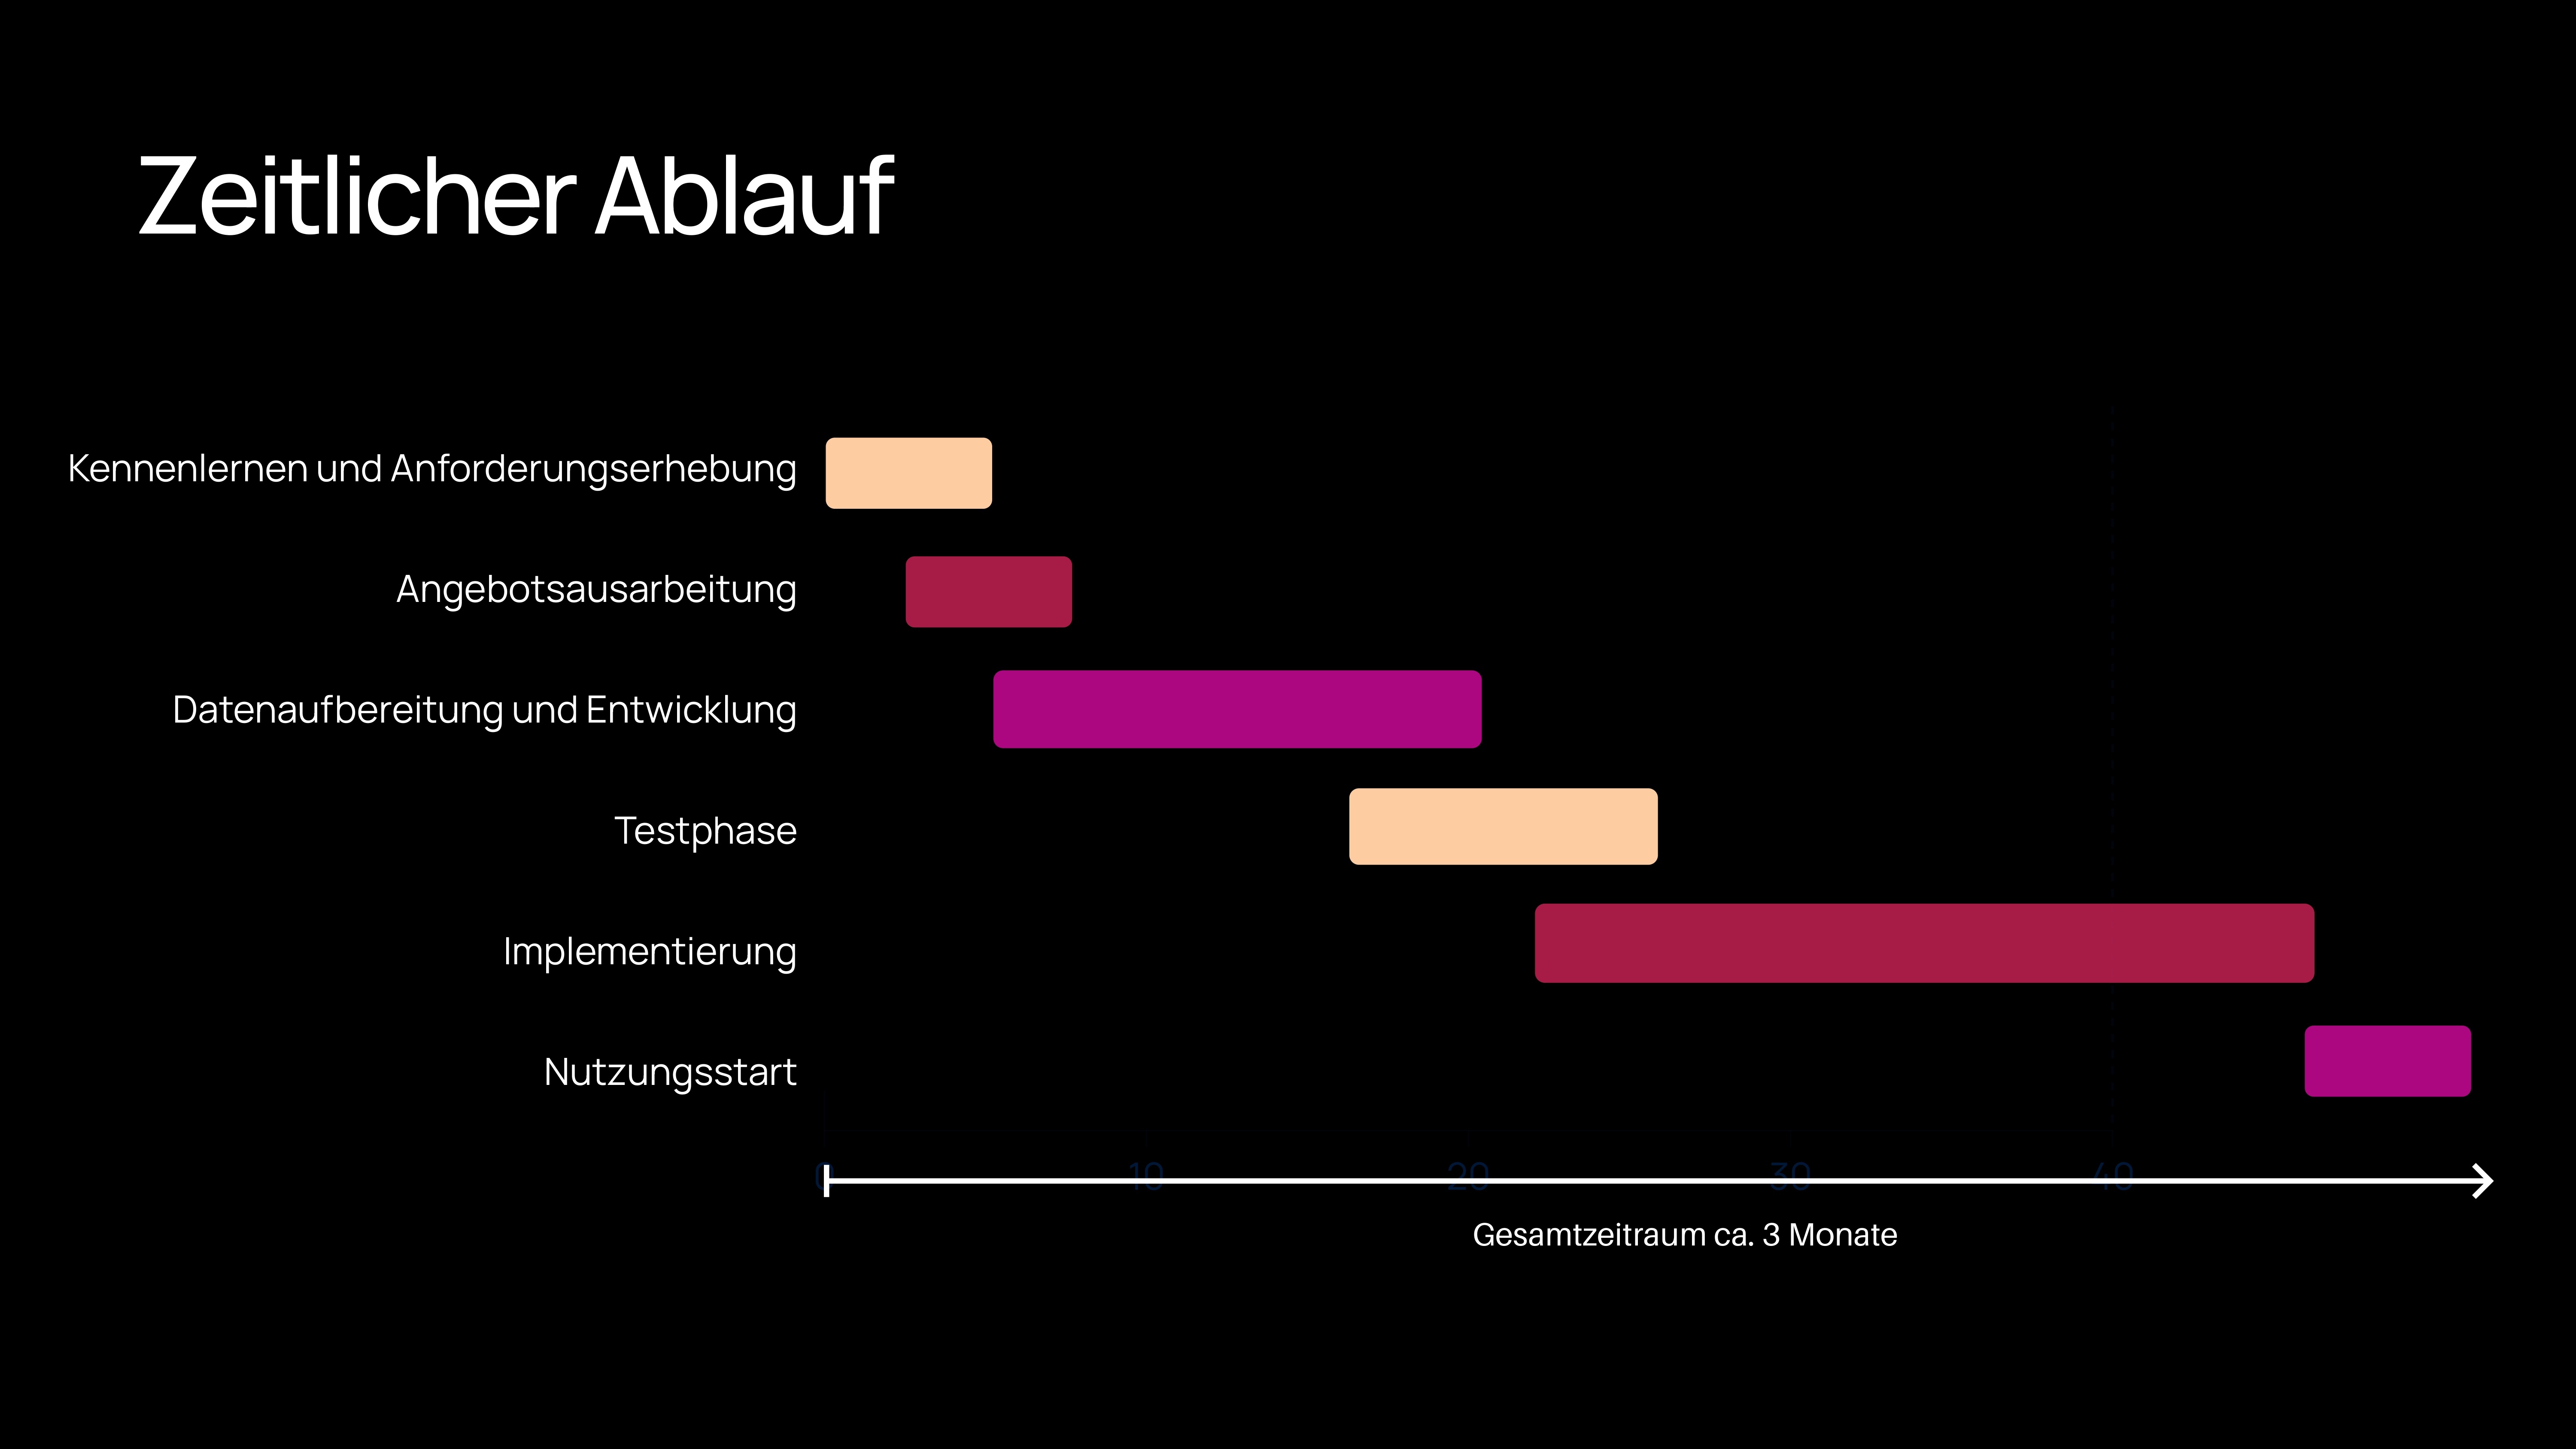 Zeitlicher Ablauf
Kennenlernen und Anforderungserhebung
Angebotsausarbeitung
Datenaufbereitung und Entwicklung
Testphase
Implementierung
Nutzungsstart
0 10 20 30 40
Gesamtzeitraum ca. 3 Monate